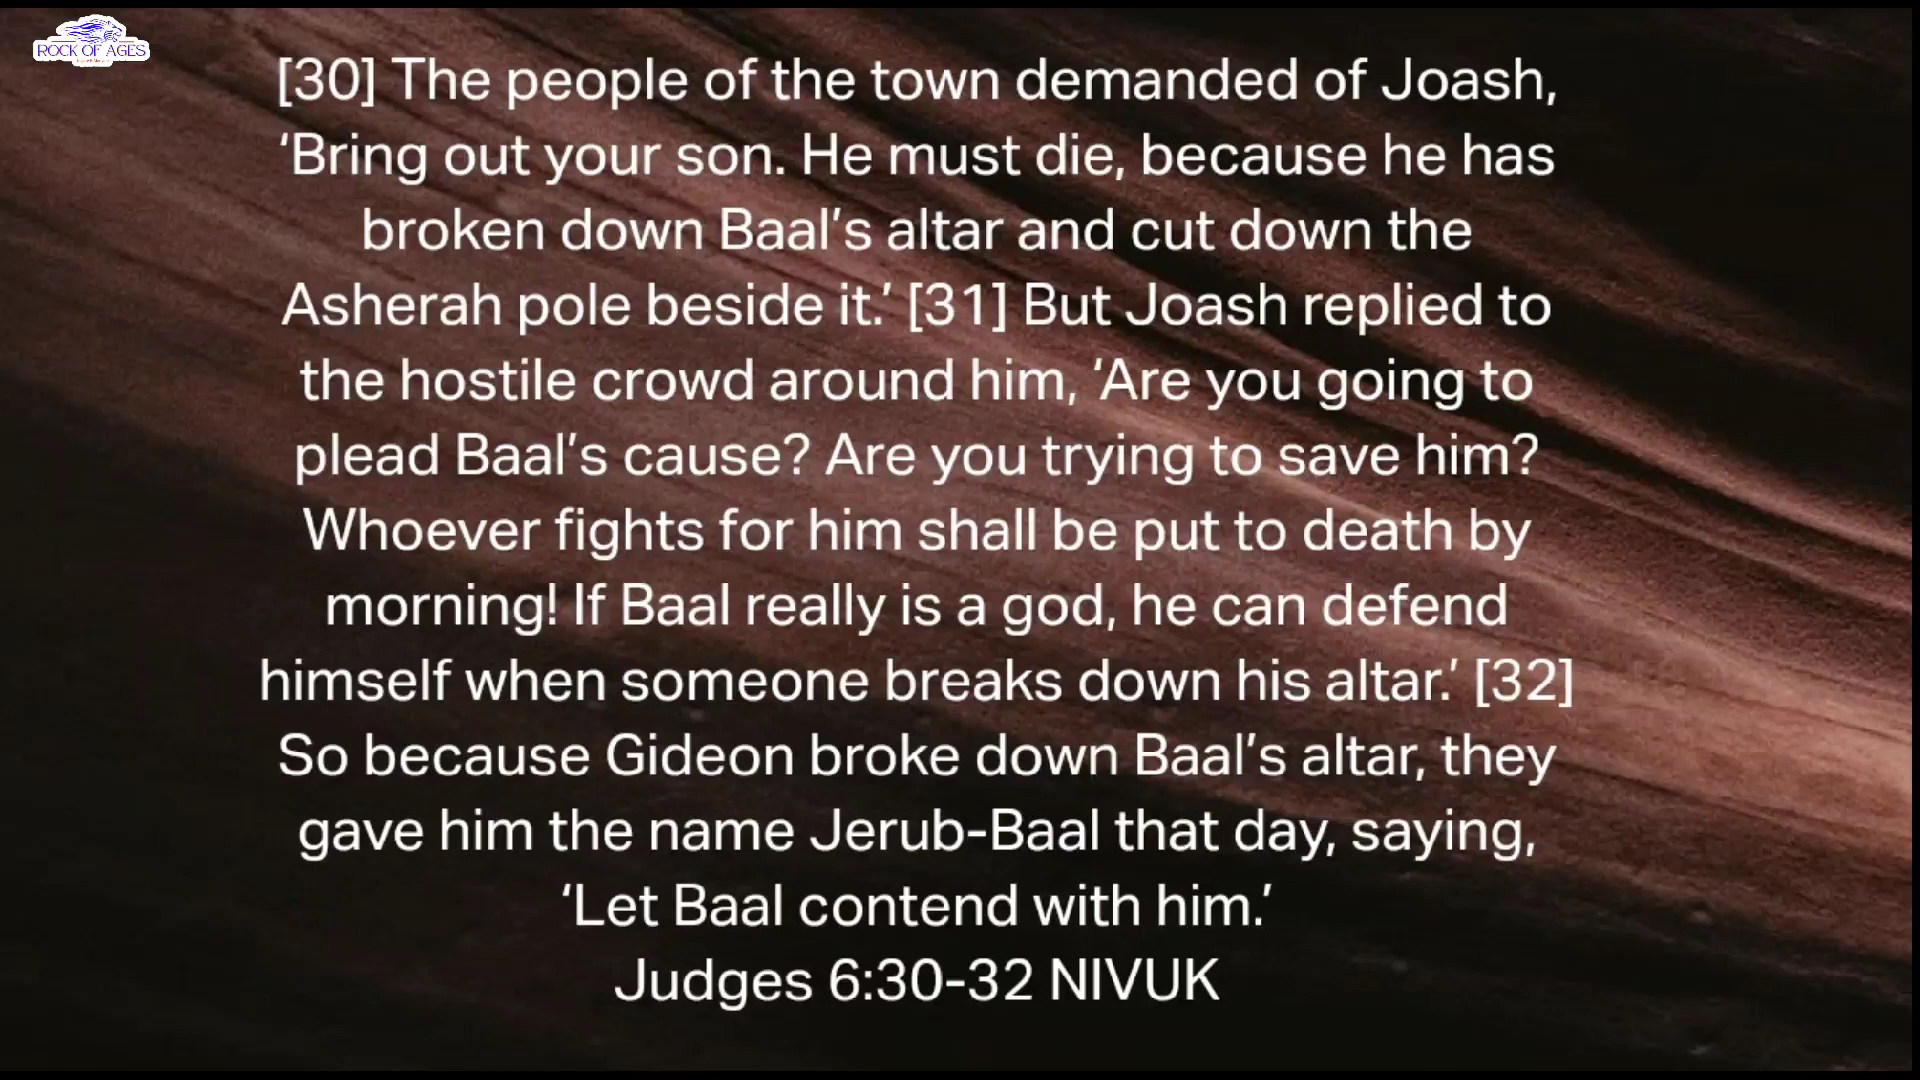 ROCK OF AGES
[30] The people of the town demanded of Joash,
‘Bring out your son. He must die, because he has
broken down Baal’s altar and cut down the
Asherah pole beside it.’ [31] But Joash replied to
the hostile crowd around him, ‘Are you going to
plead Baal’s cause? Are you trying to save him?
Whoever fights for him shall be put to death by
morning! If Baal really is a god, he can defend
himself when someone breaks down his altar.’ [32]
So because Gideon broke down Baal’s altar, they
gave him the name Jerub-Baal that day, saying,
‘Let Baal contend with him.’
Judges 6:30-32 NIVUK